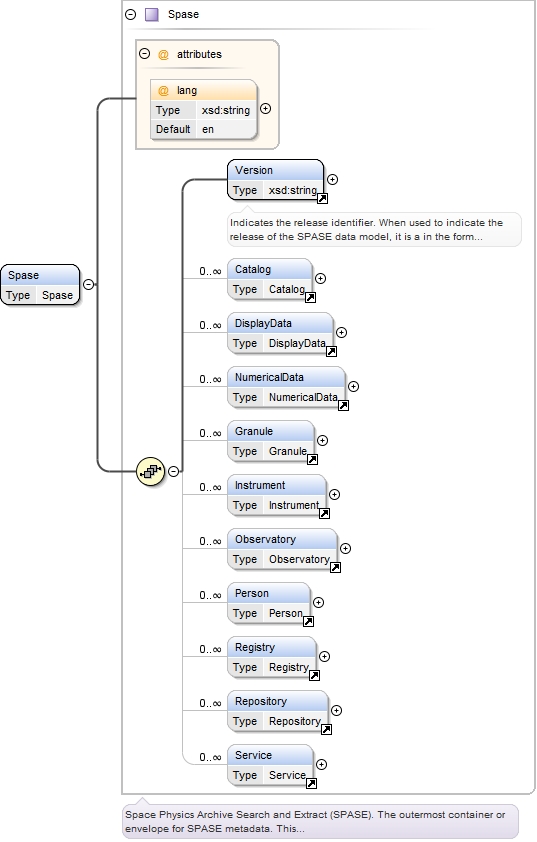 Spase
@ attributes
@ lang
Type xsd:string
Default en
Version
Type xsd:string
Indicates the release identifier. When used to indicate the
release of the SPASE data model, it is a in the form...
Spase
Type Spase
0..∞ Catalog
Type Catalog
0..∞ DisplayData
Type DisplayData
0..∞ NumericalData
Type NumericalData
0..∞ Granule
Type Granule
0..∞ Instrument
Type Instrument
0..∞ Observatory
Type Observatory
0..∞ Person
Type Person
0..∞ Registry
Type Registry
0..∞ Repository
Type Repository
0..∞ Service
Type Service
Space Physics Archive Search and Extract (SPASE). The outermost container or
envelope for SPASE metadata. This...